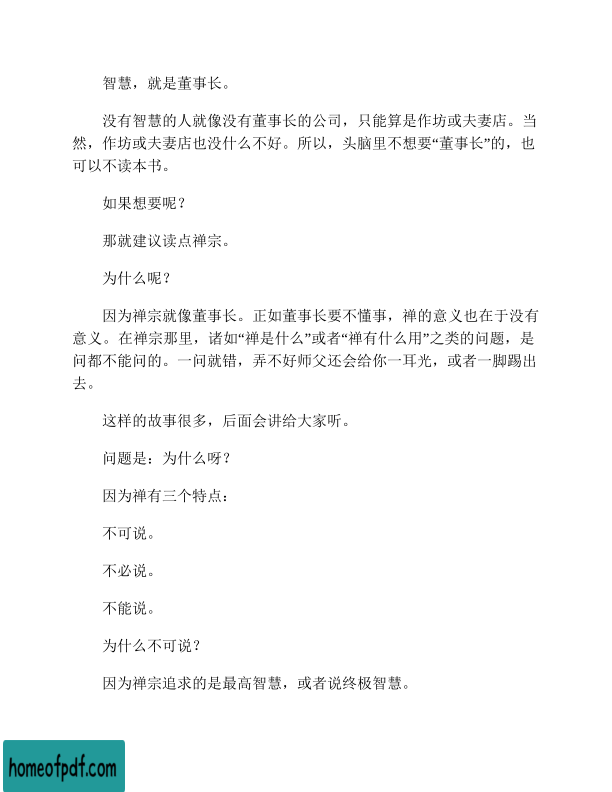 智慧，就是董事长。
没有智慧的人就像没有董事长的公司，只能算是作坊或夫妻店。当
然，作坊或夫妻店也没什么不好。所以，头脑里不想要“董事长”的，也
可以不读本书。
如果想要呢？
那就建议读点禅宗。
为什么呢？
因为禅宗就像董事长。正如董事长要不懂事，禅的意义也在于没有
意义。在禅宗那里，诸如“禅是什么”或者“禅有什么用”之类的问题，是
问都不能问的。一问就错，弄不好师父还会给你一耳光，或者一脚踢出
去。
这样的故事很多，后面会讲给大家听。
问题是：为什么呀？
因为禅有三个特点：
不可说。
不必说。
不能说。
为什么不可说？
因为禅宗追求的是最高智慧，或者说终极智慧。
homeofpdf.com